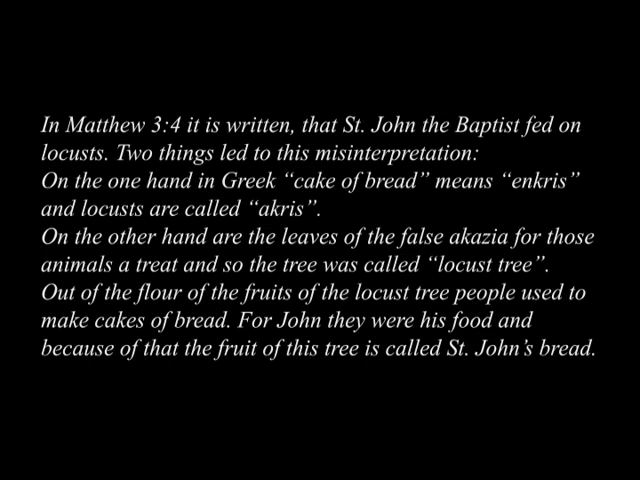 In Matthew 3:4 it is written, that St. John the Baptist fed on
locusts. Two things led to this misinterpretation:
On the one hand in Greek “cake of bread” means “enkris”
and locusts are called “akris”.
On the other hand are the leaves of the false akazia for those
animals a treat and so the tree was called “locust tree”.
Out of the flour of the fruits of the locust tree people used to
make cakes of bread. For John they were his food and
because of that the fruit of this tree is called St. John’s bread.